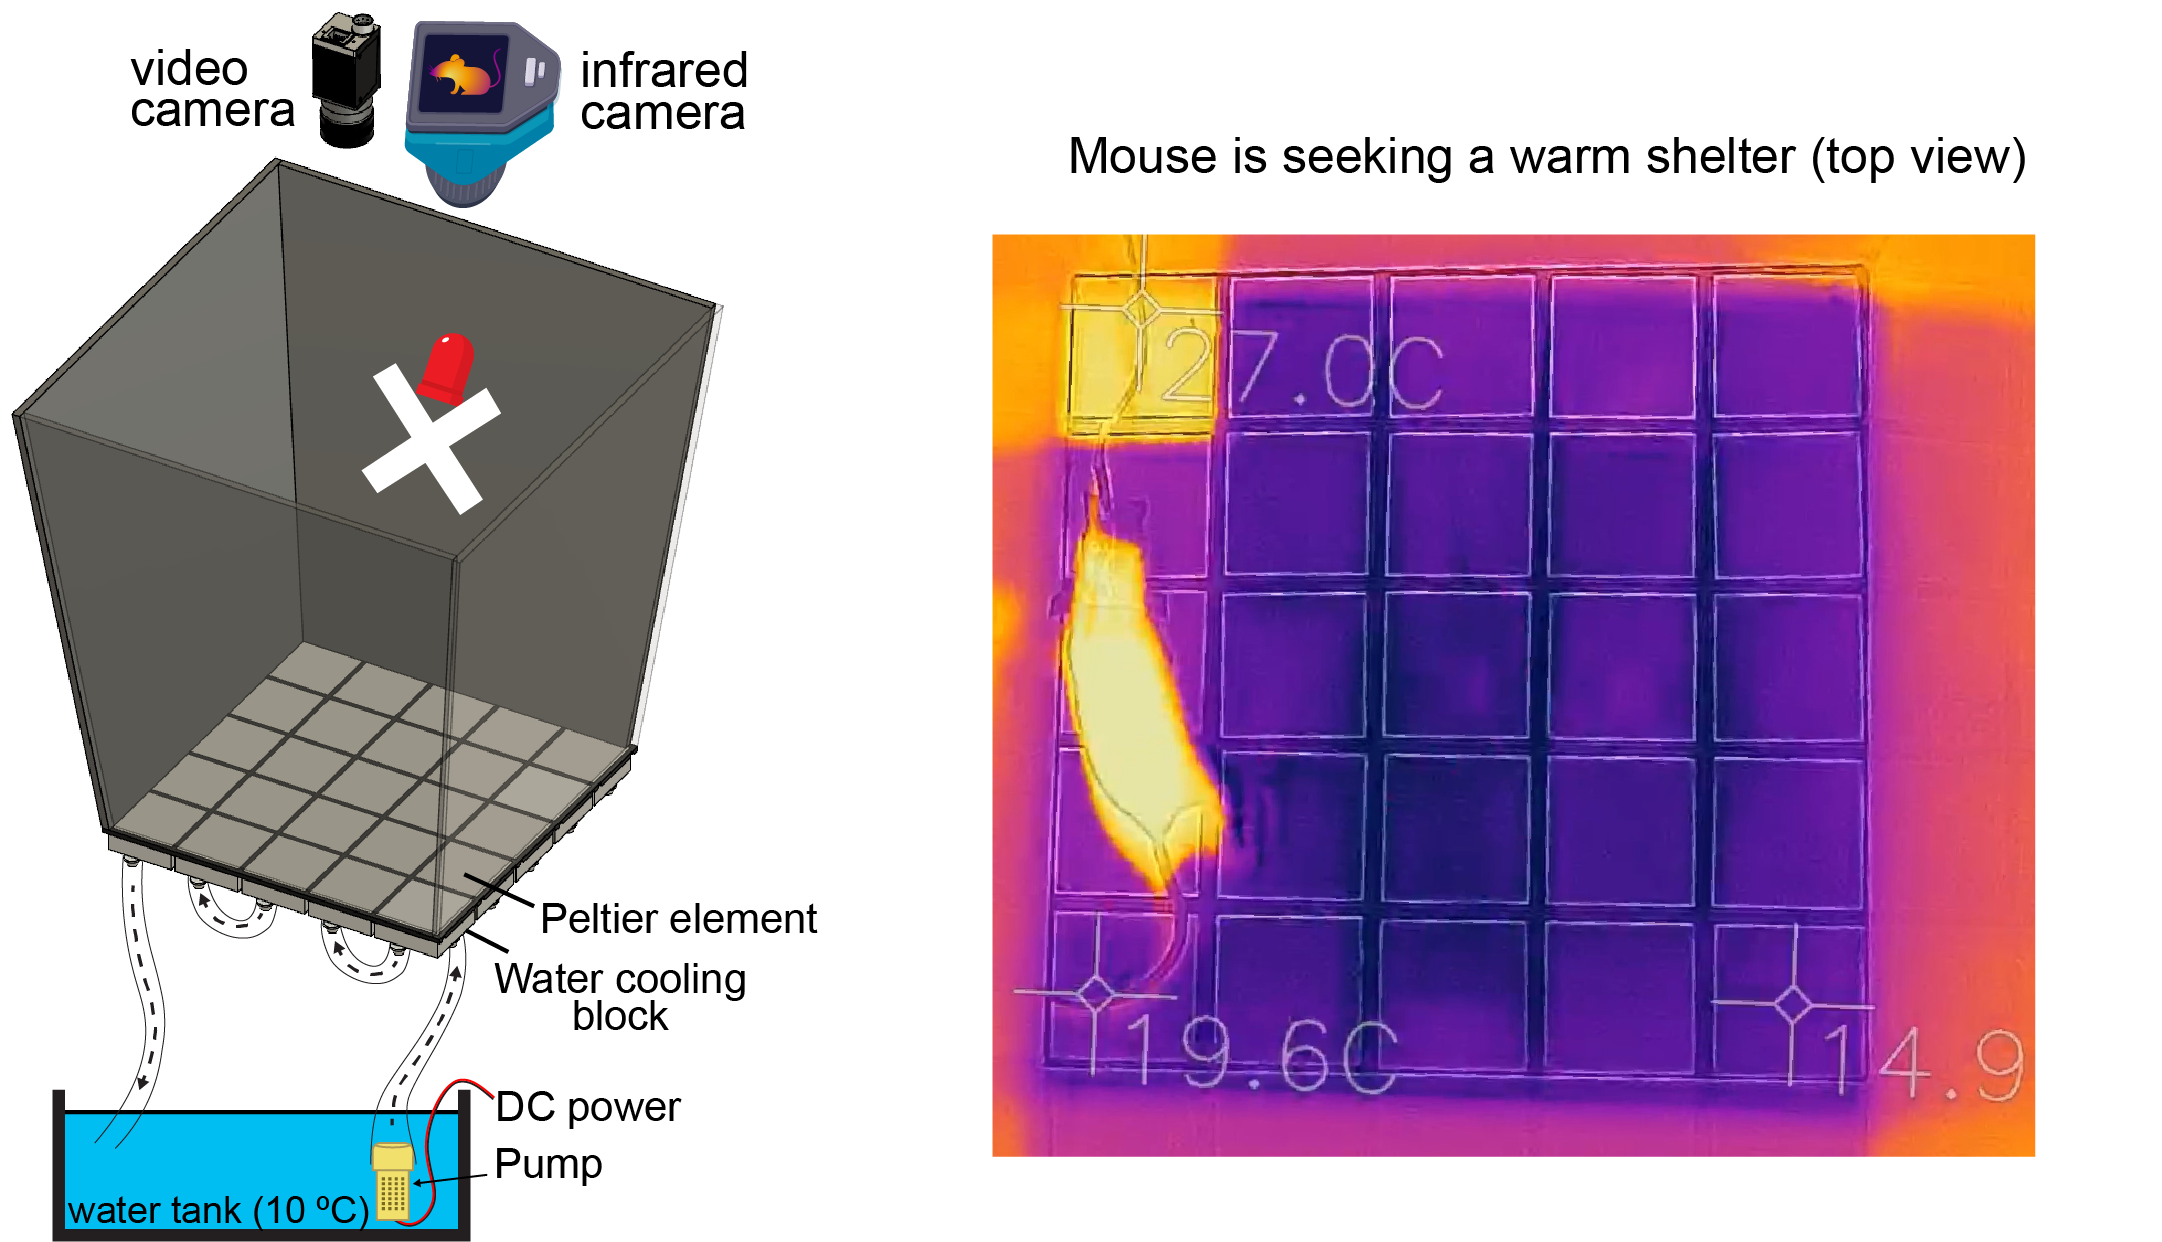 video
camera
infrared
camera
Mouse is seeking a warm shelter (top view)
27.0C
Peltier element
Water cooling
block
19.6C
14.9
DC power
Pump
water tank (10 ºC)